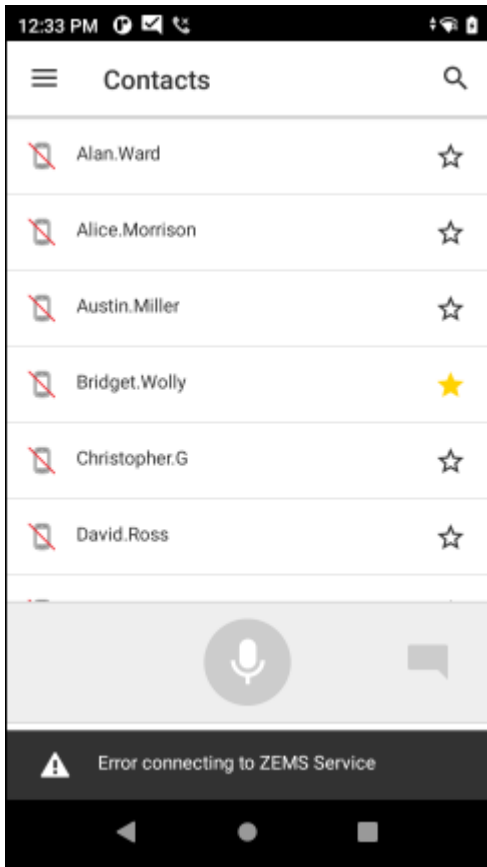 12:33 PM
Contacts
Alan.Ward
Alice.Morrison
Austin.Miller
Bridget.Wolly
Christopher.G
David.Ross
Error connecting to ZEMS Service